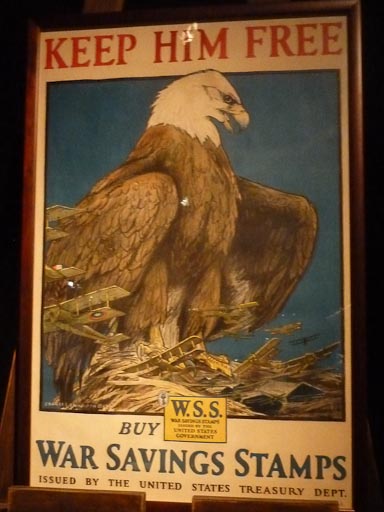 KEEP HIM FREE
BUY
W.S.S.
WAR SAVINGS STAMPS
ISSUED BY THE
UNITED STATES
GOVERNMENT
WAR SAVINGS STAMPS
ISSUED BY THE UNITED STATES TREASURY DEPT.